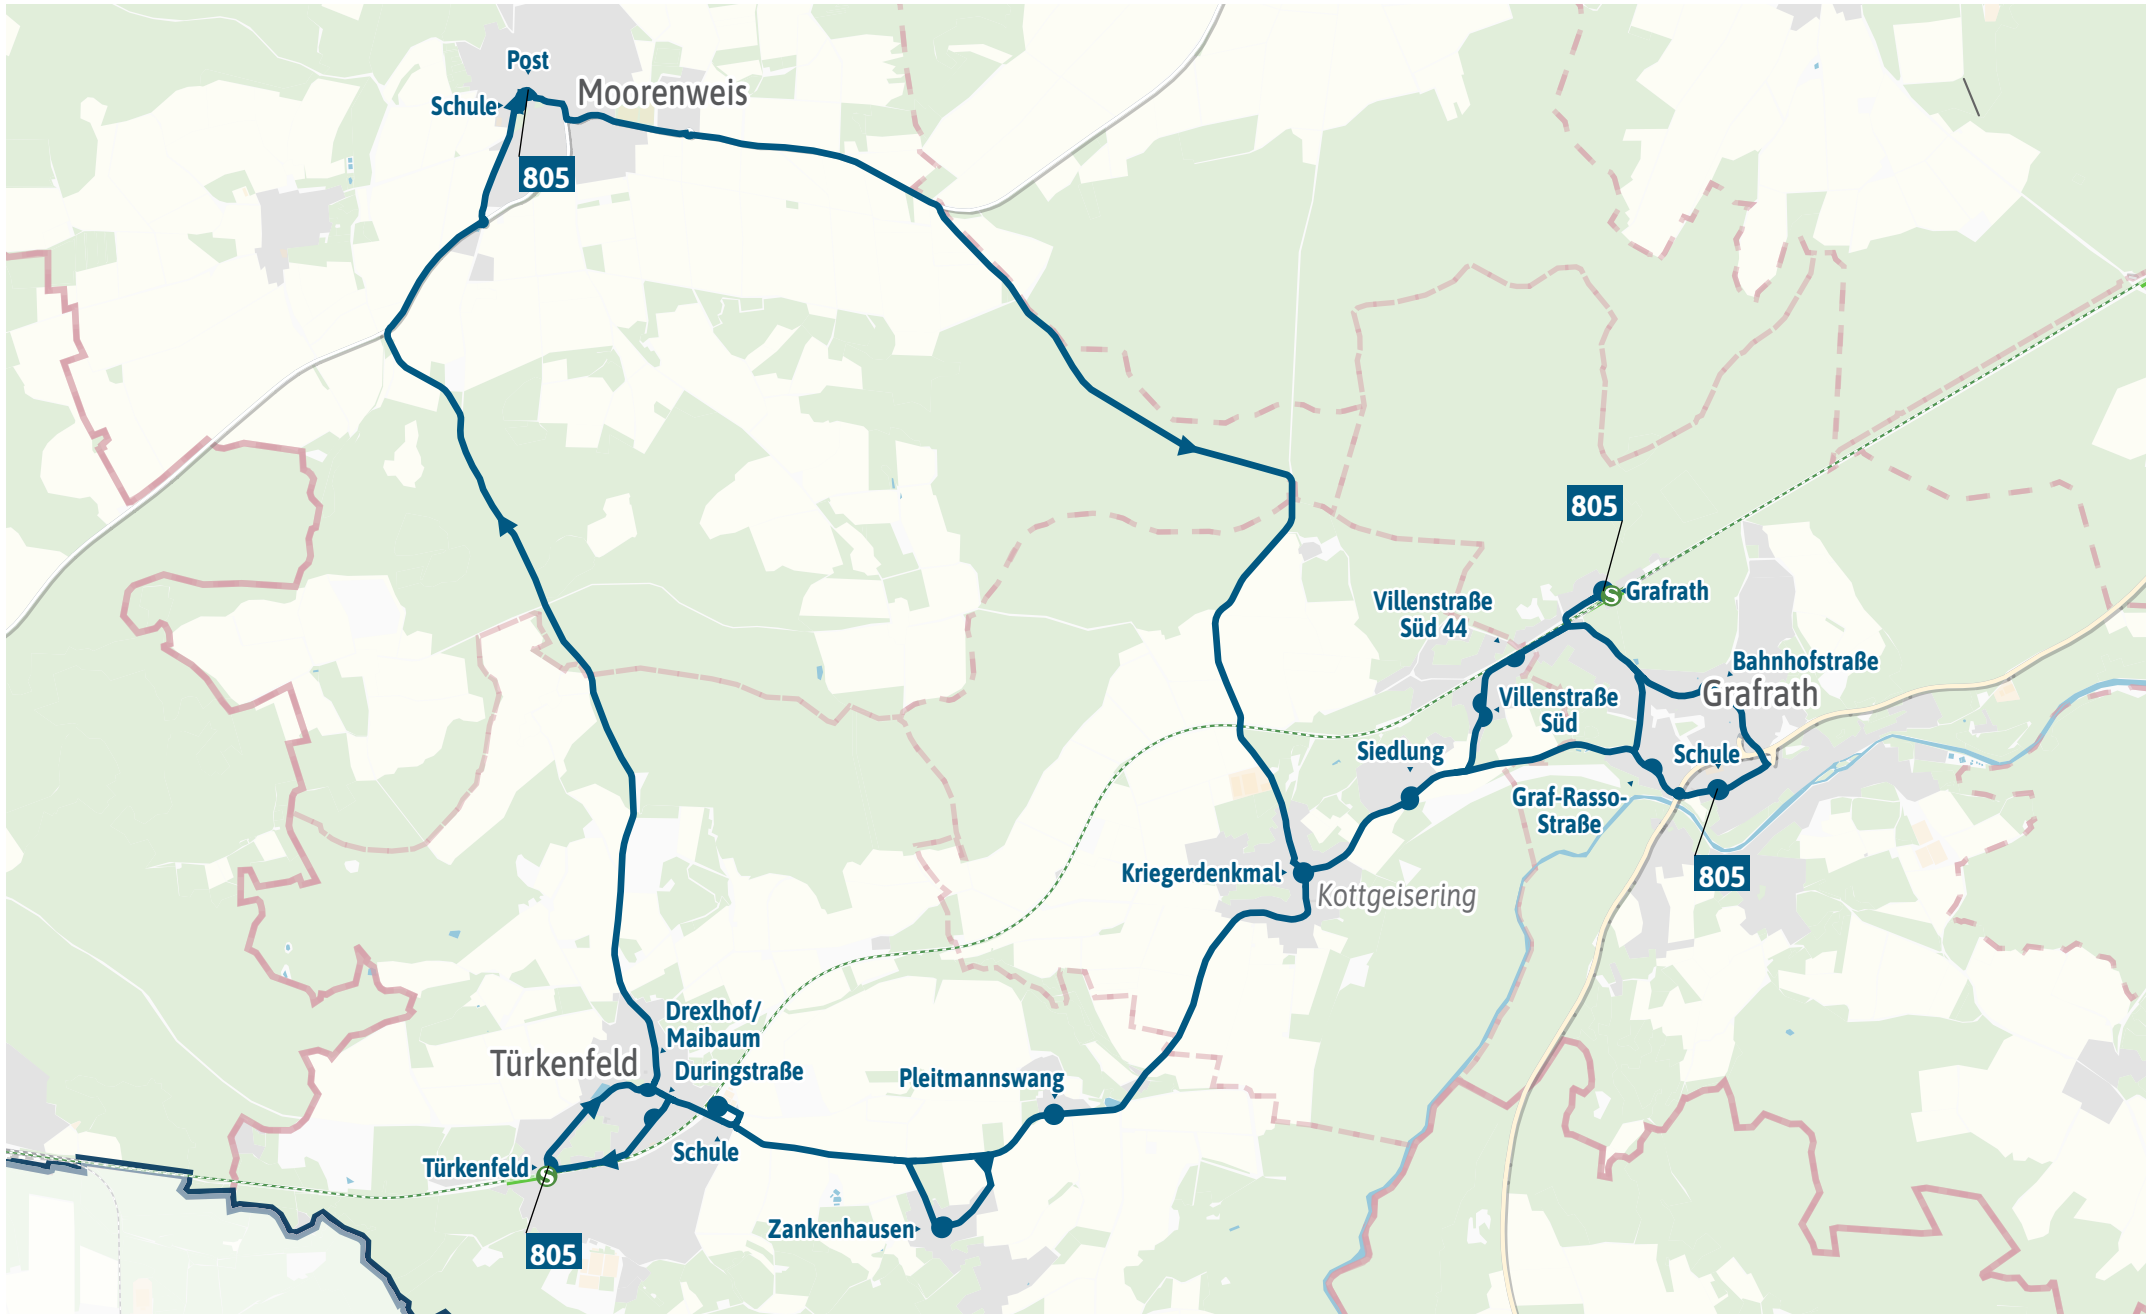 Post
Moorenweis
Schule
805
805
Grafrath
Villenstraße
Süd 44
Bahnhofstraße
Grafrath
Villenstraße
Süd
Siedlung
Schule
Graf-Rasso-
Straße
805
Kriegerdenkmal
Kottgeisering
Drexlhof/
Maibaum
Türkenfeld
Duringstraße
Pleitmannswang
Schule
Türkenfeld
S
S
Zankenhausen
805